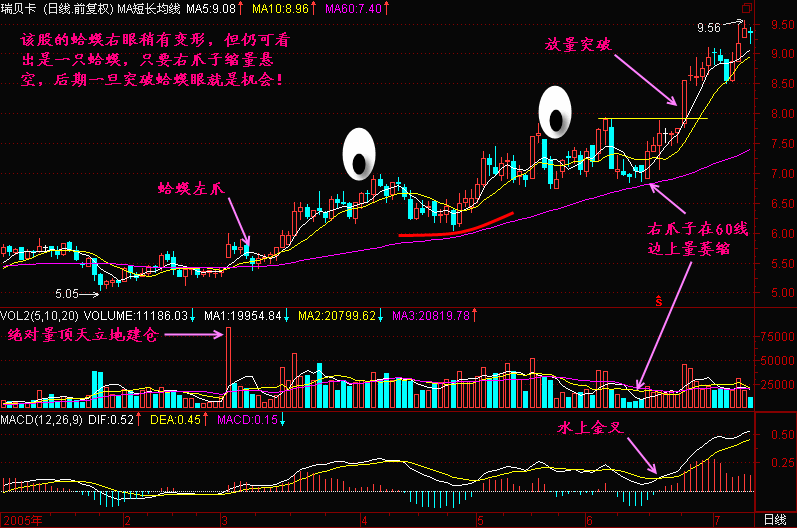 瑞贝卡 (日线.前复权) MA短长均线 MA5:9.08↑ MA10:8.96↑ MA60:7.40↑
该股的蛤蟆右眼稍有变形，但仍可看
出是一只蛤蟆，只要右爪子缩量悬
空，后期一旦突破蛤蟆眼就是机会！
9.56
放量突破
9.50
9.00
8.50
8.00
7.50
7.00
6.50
6.00
5.50
5.00
蛤蟆左爪
右爪子在60线
边上量萎缩
5.05
ŝ
VOL2(5,10,20) VOLUME:11186.03↓ MA1:19954.84↓ MA2:20799.62↓ MA3:20819.78↑
绝对量顶天立地建仓
75000
50000
25000
MACD(12,26,9) DIF:0.52↑ DEA:0.45↑ MACD:0.15↓
水上金叉
0.50
0.25
2005年 2 3 4 5 6 7 日线